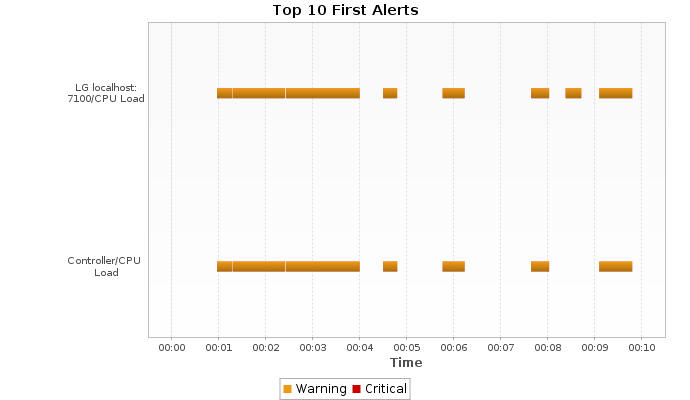 Top 10 First Alerts
LG localhost:
7100/CPU Load
Controller/CPU
Load
00:00 00:01 00:02 00:03 00:04 00:05 00:06 00:07 00:08 00:09 00:10
Time
Warning Critical